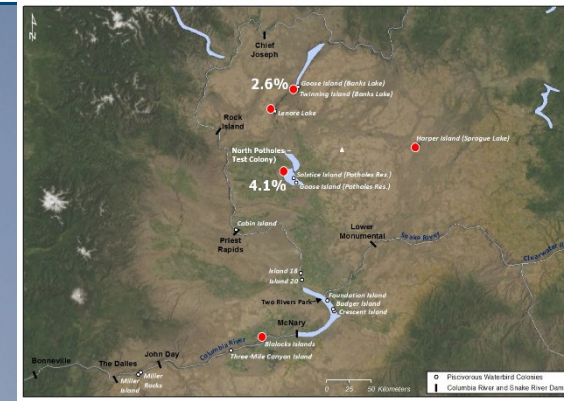 Chief
Joseph
2.6%
Goose Island (Banks Lake)
Twinning Island (Banks Lake)
Lenore Lake
Rock
Island
Harper Island (Sprague Lake)
North Potholes –
Test Colony)
Solstice Island (Potholes Res.)
4.1%
Goose Island (Potholes Res.)
Cabin Island
Priest
Rapids
Lower
Monumental
Snake River
Clearwater R
Island 18
Island 20
Two Rivers Park
Foundation Island
Badger Island
Crescent Island
McNary
Blalocks Islands
Columbia River
Three-Mile Canyon Island
John Day
The Dalles
Bonneville
Miller
Rocks
Miller
Island
0 25 50 Kilometers
Piscivorous Waterbird Colonies
Columbia River and Snake River Dam